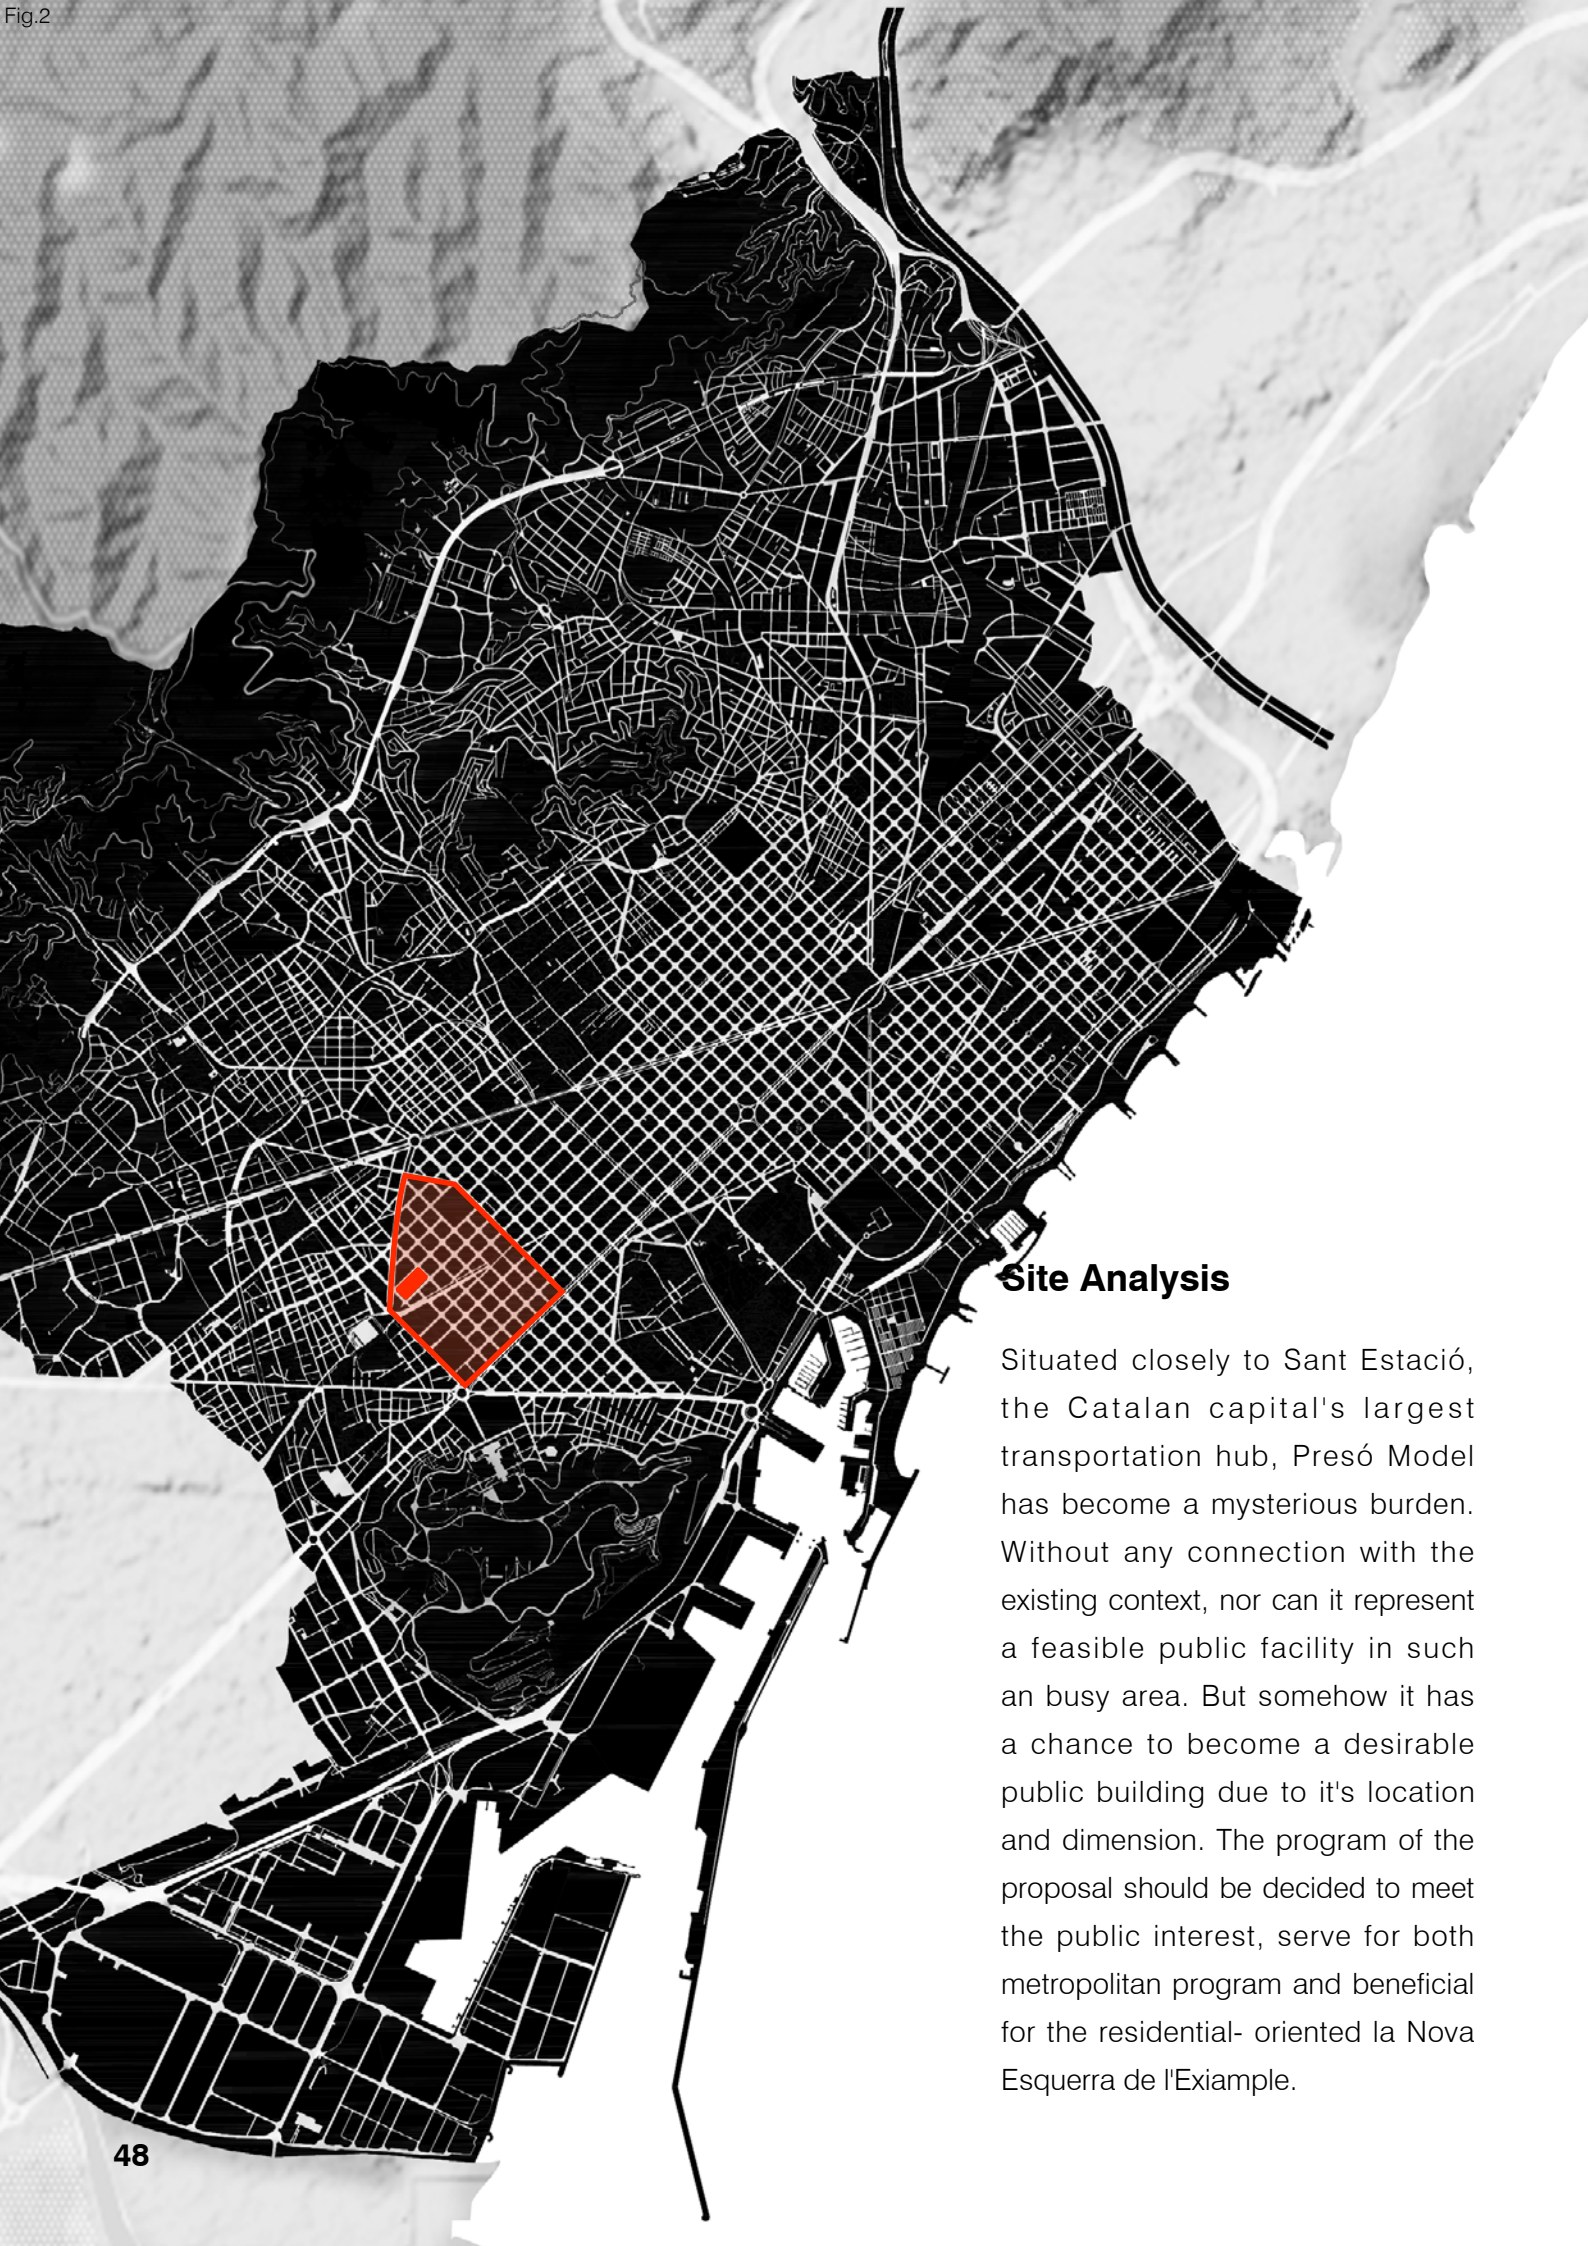 Fig.2
Site Analysis
Situated closely to Sant Estació,
the Catalan capital's largest
transportation hub, Presó Model
has become a mysterious burden.
Without any connection with the
existing context, nor can it represent
a feasible public facility in such
an busy area. But somehow it has
a chance to become a desirable
public building due to it's location
and dimension. The program of the
proposal should be decided to meet
the public interest, serve for both
metropolitan program and beneficial
for the residential- oriented la Nova
Esquerra de l'Exiample.
48